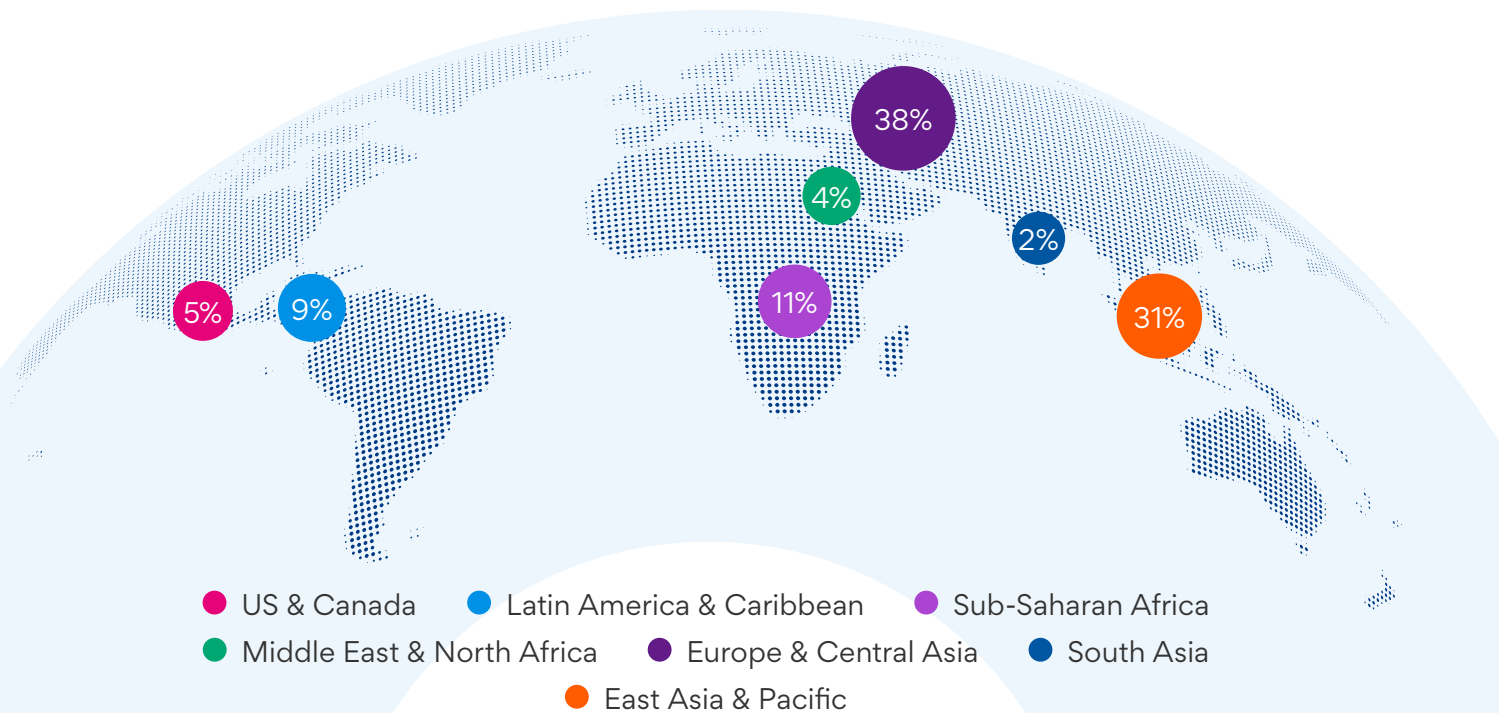 38%
4%
2%
5%
9%
11%
31%
US & Canada
Latin America & Caribbean
Sub-Saharan Africa
Middle East & North Africa
Europe & Central Asia
South Asia
East Asia & Pacific